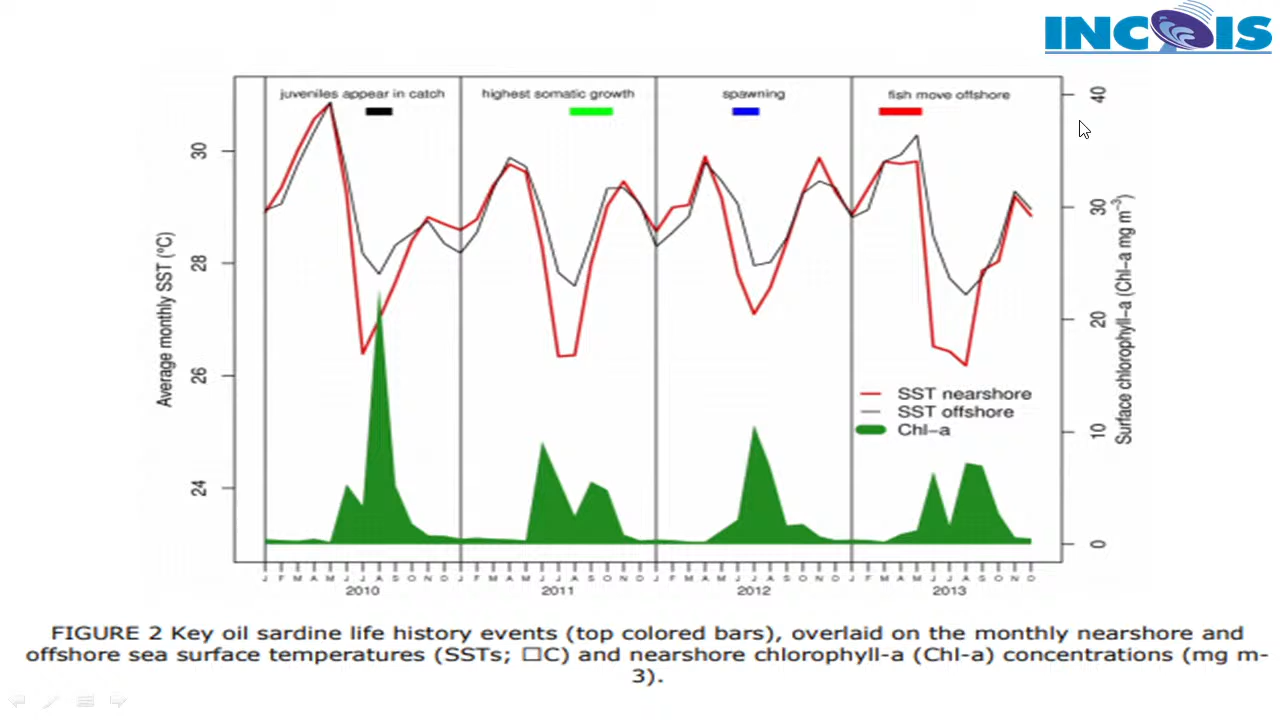 INCOIS
juveniles appear in catch highest somatic growth spawning fish move offshore
40
30
30
28
20
26
10
24
0
Average monthly SST (°C)
Surface chlorophyll–a (Chl–a mg m⁻³)
SST nearshore
SST offshore
Chl–a
J F M A M J J A S O N D J F M A M J J A S O N D J F M A M J J A S O N D J F M A M J J A S O N D
2010 2011 2012 2013
FIGURE 2 Key oil sardine life history events (top colored bars), overlaid on the monthly nearshore and
offshore sea surface temperatures (SSTs; □C) and nearshore chlorophyll-a (Chl-a) concentrations (mg m-
3).